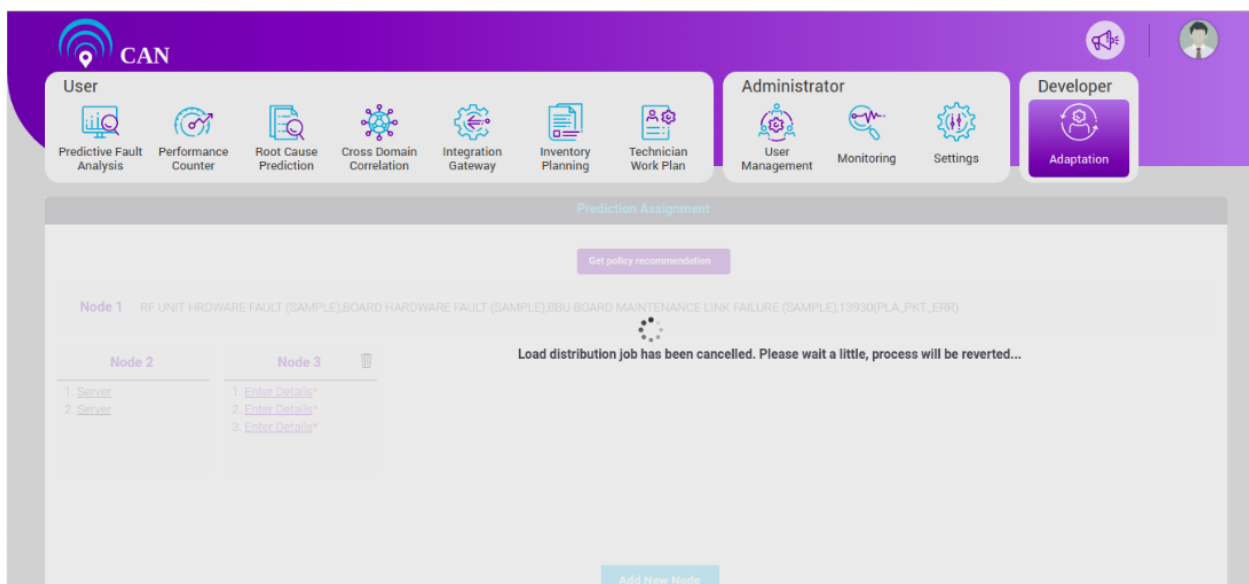 CAN
User
Administrator
Developer
Predictive Fault
Analysis
Performance
Counter
Root Cause
Prediction
Cross Domain
Correlation
Integration
Gateway
Inventory
Planning
Technician
Work Plan
User
Management
Monitoring
Settings
Adaptation
Prediction Assignment
Get policy recommendation
Node 1 RF UNIT HRDWARE FAULT (SAMPLE),BOARD HARDWARE FAULT (SAMPLE),BBU BOARD MAINTENANCE LINK FAILURE (SAMPLE),13930(PLA_PKT_ERR)
Load distribution job has been cancelled. Please wait a little, process will be reverted...
Node 2
1. Server
2. Server
Node 3
1. Enter Details*
2. Enter Details*
3. Enter Details*
Add New Node